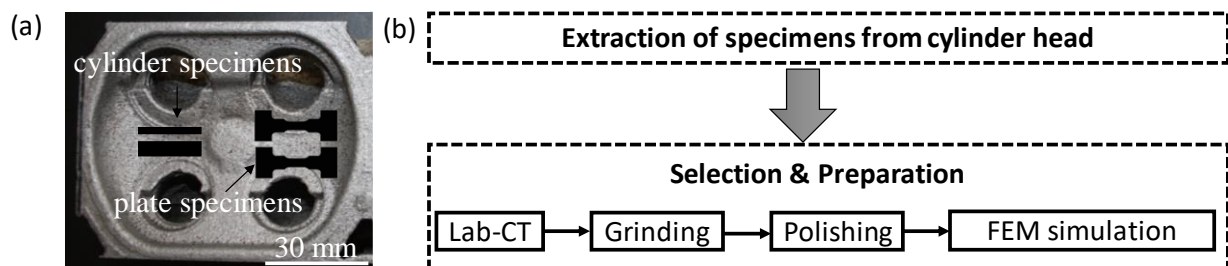 (a)
cylinder specimens
plate specimens
30 mm
(b)
Extraction of specimens from cylinder head
Selection & Preparation
Lab-CT
Grinding
Polishing
FEM simulation